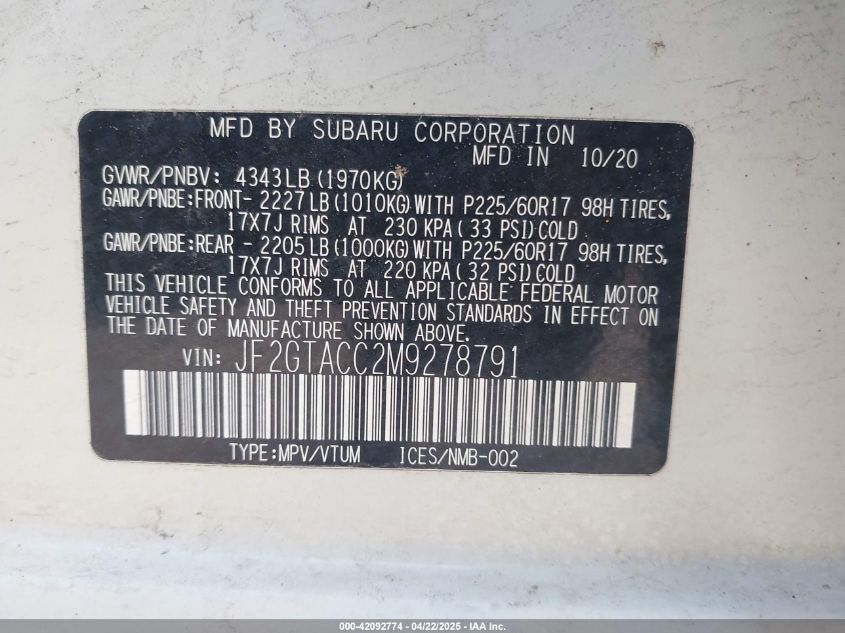 MFD BY SUBARU CORPORATION
MFD IN 10/20
GVWR/PNBV: 4343LB (1970KG)
GAWR/PNBE:FRONT- 2227 LB (1010KG) WITH P225/60R17 98H TIRES,
17X7J RIMS AT 230 KPA ( 33 PSI) COLD
GAWR/PNBE:REAR - 2205 LB (1000KG) WITH P225/60R17 98H TIRES,
17X7J RIMS AT 220 KPA ( 32 PSI) COLD
THIS VEHICLE CONFORMS TO ALL APPLICABLE FEDERAL MOTOR
VEHICLE SAFETY AND THEFT PREVENTION STANDARDS IN EFFECT ON
THE DATE OF MANUFACTURE SHOWN ABOVE.
VIN: JF2GTACC2M9278791
TYPE:MPV/VTUM ICES/NMB-002
000-42092774 - 04/22/2025 - IAA Inc.